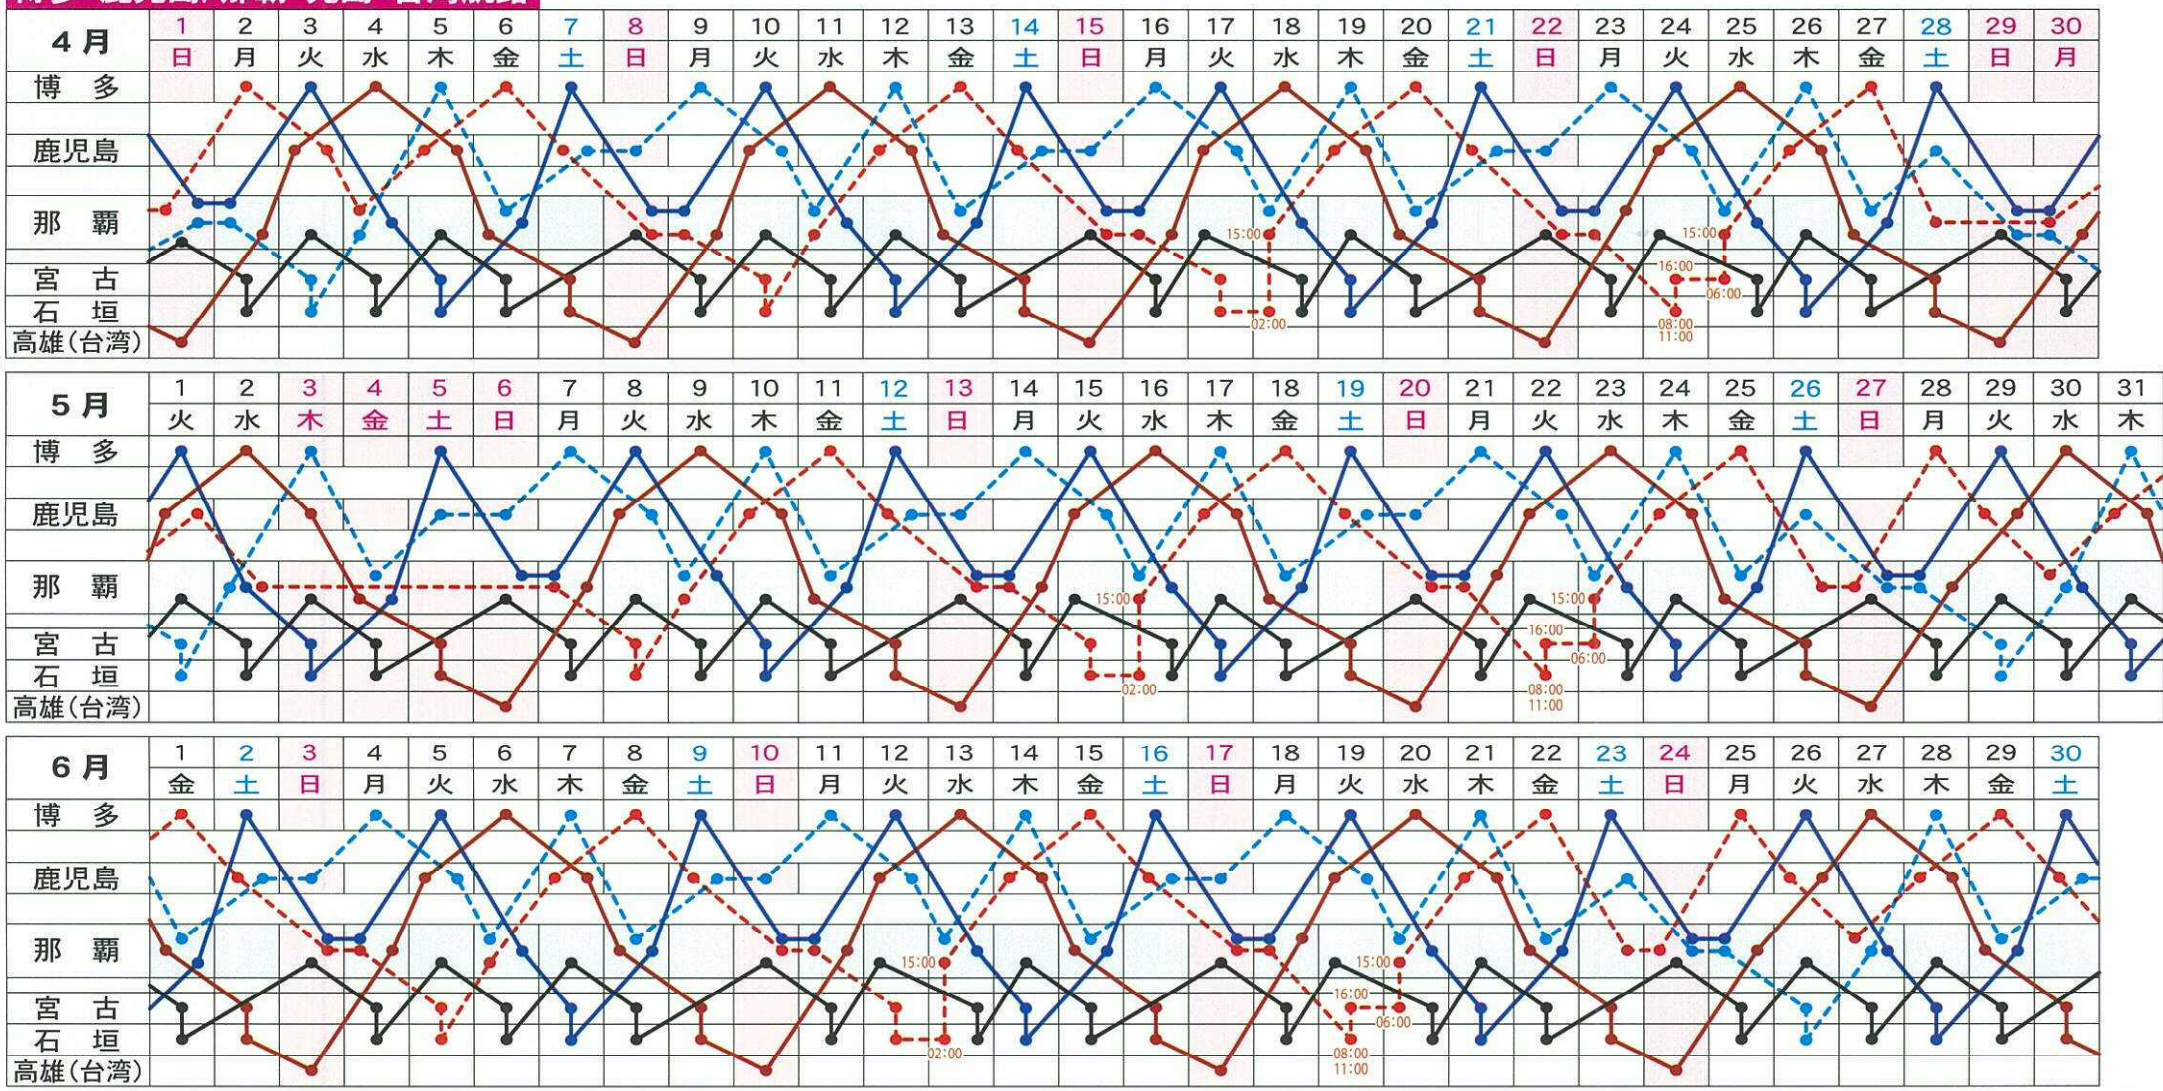 4月 1 2 3 4 5 6 7 8 9 10 11 12 13 14 15 16 17 18 19 20 21 22 23 24 25 26 27 28 29 30
日 月 火 水 木 金 土 日 月 火 水 木 金 土 日 月 火 水 木 金 土 日 月 火 水 木 金 土 日 月
博多
鹿児島
那覇
15:00 15:00
宮古
16:00
06:00
石垣
02:00 08:00
11:00
高雄(台湾)
5月 1 2 3 4 5 6 7 8 9 10 11 12 13 14 15 16 17 18 19 20 21 22 23 24 25 26 27 28 29 30 31
火 水 木 金 土 日 月 火 水 木 金 土 日 月 火 水 木 金 土 日 月 火 水 木 金 土 日 月 火 水 木
博多
鹿児島
那覇
15:00 15:00
宮古
16:00
06:00
石垣
02:00 08:00
11:00
高雄(台湾)
6月 1 2 3 4 5 6 7 8 9 10 11 12 13 14 15 16 17 18 19 20 21 22 23 24 25 26 27 28 29 30
金 土 日 月 火 水 木 金 土 日 月 火 水 木 金 土 日 月 火 水 木 金 土 日 月 火 水 木 金 土
博多
鹿児島
那覇
15:00 15:00
宮古
16:00
06:00
石垣
02:00 08:00
11:00
高雄(台湾)